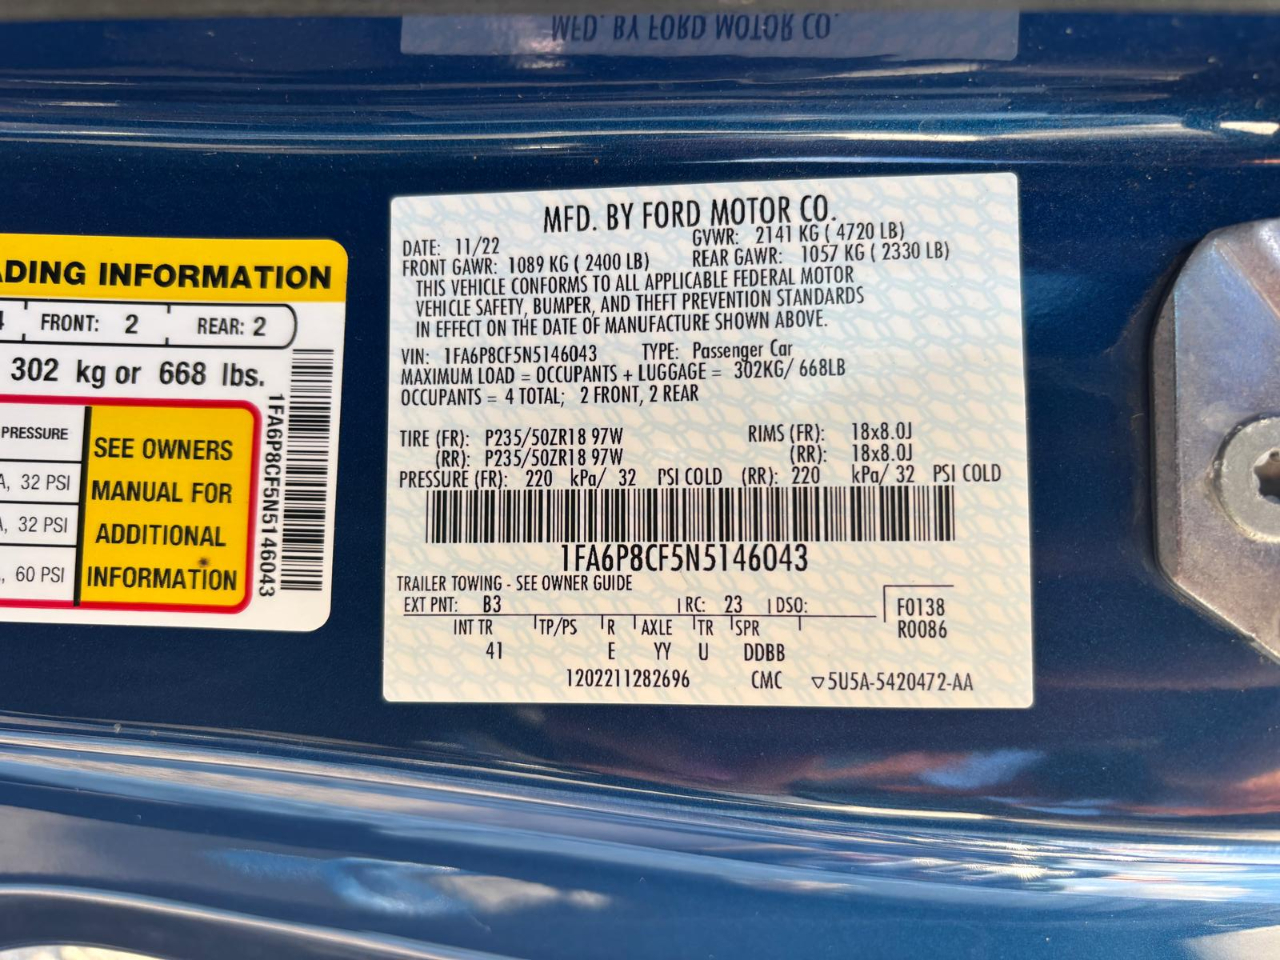 MFD. BY FORD MOTOR CO.
ADING INFORMATION
FRONT: 2 REAR: 2
302 kg or 668 lbs.
PRESSURE
, 32 PSI
, 32 PSI
, 60 PSI
SEE OWNERS
MANUAL FOR
ADDITIONAL
INFORMATION
1FA6P8CF5N5146043
MFD. BY FORD MOTOR CO.
DATE: 11/22 GVWR: 2141 KG ( 4720 LB)
FRONT GAWR: 1089 KG ( 2400 LB) REAR GAWR: 1057 KG ( 2330 LB)
THIS VEHICLE CONFORMS TO ALL APPLICABLE FEDERAL MOTOR
VEHICLE SAFETY, BUMPER, AND THEFT PREVENTION STANDARDS
IN EFFECT ON THE DATE OF MANUFACTURE SHOWN ABOVE.
VIN: 1FA6P8CF5N5146043 TYPE: Passenger Car
MAXIMUM LOAD = OCCUPANTS + LUGGAGE = 302KG/ 668LB
OCCUPANTS = 4 TOTAL; 2 FRONT, 2 REAR
TIRE (FR): P235/50ZR18 97W RIMS (FR): 18x8.0J
(RR): P235/50ZR18 97W (RR): 18x8.0J
PRESSURE (FR): 220 kPa/ 32 PSI COLD (RR): 220 kPa/ 32 PSI COLD
1FA6P8CF5N5146043
TRAILER TOWING - SEE OWNER GUIDE
EXT PNT: B3 RC: 23 DSO: F0138
INT TR TP/PS R AXLE TR SPR R0086
41 E YY U DDBB
1202211282696 CMC ▽5U5A-5420472-AA